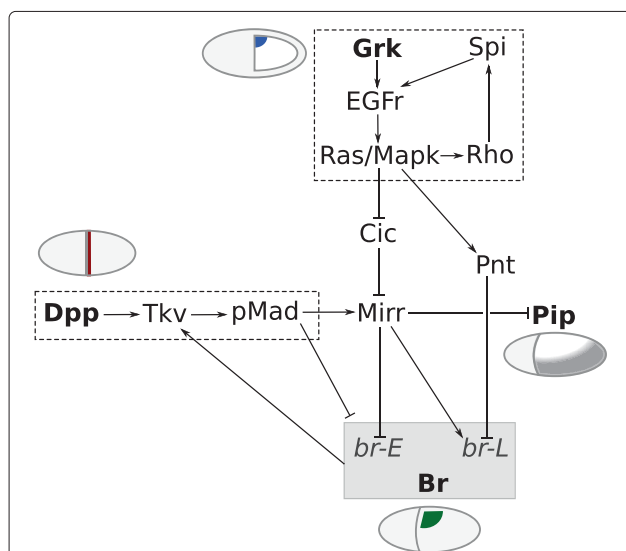 Grk Spi
EGFr
Ras/Mapk Rho
Cic
Pnt
Dpp Tkv pMad Mirr Pip
br-E br-L
Br